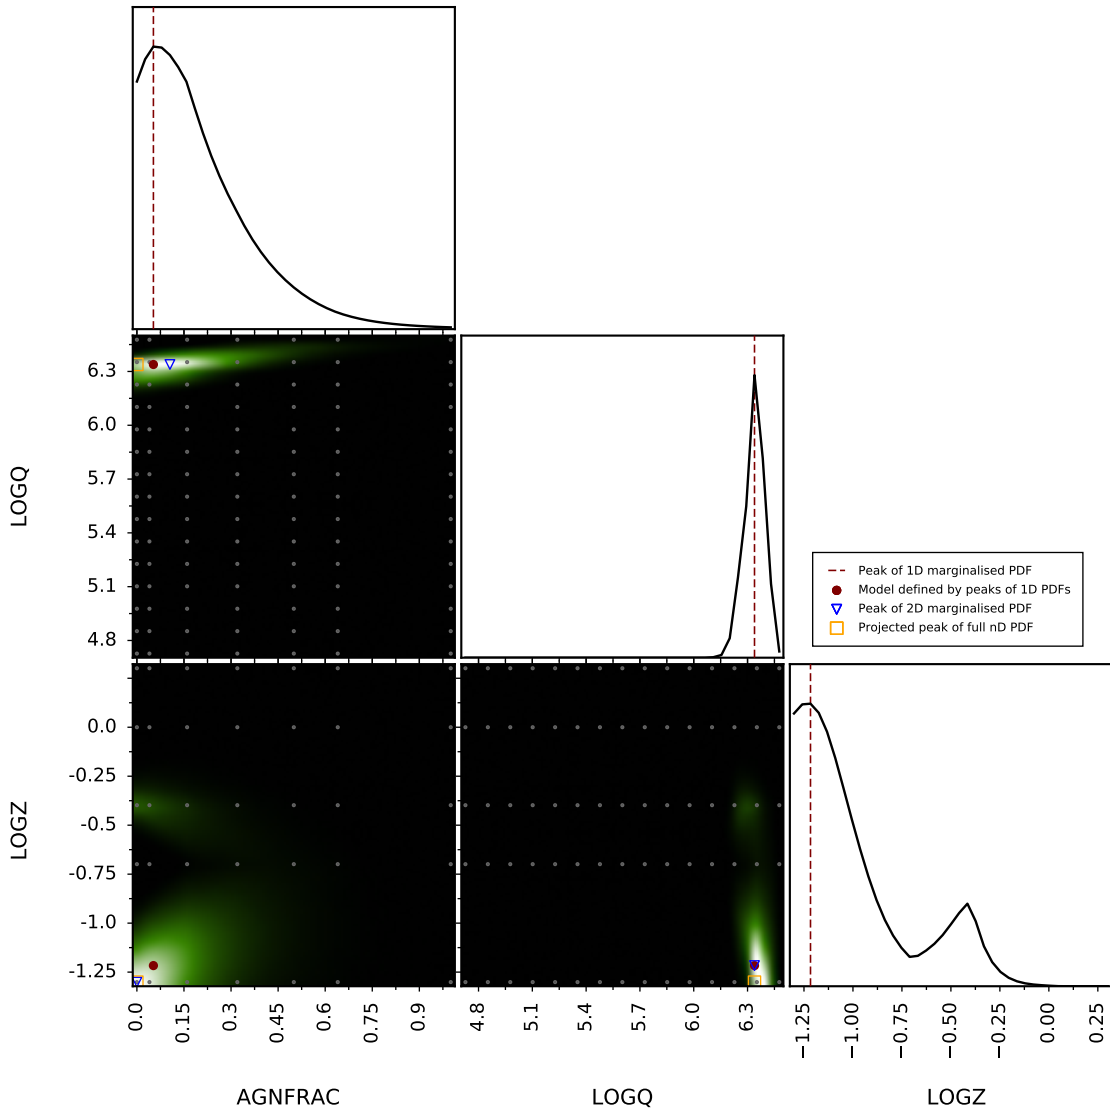 LOGQ
6.3
6.0
5.7
5.4
5.1
4.8
Peak of 1D marginalised PDF
Model defined by peaks of 1D PDFs
Peak of 2D marginalised PDF
Projected peak of full nD PDF
LOGZ
0.0
-0.25
-0.5
-0.75
-1.0
-1.25
0.0 0.15 0.3 0.45 0.6 0.75 0.9
4.8 5.1 5.4 5.7 6.0 6.3
−1.25 −1.00 −0.75 −0.50 −0.25 0.00 0.25
AGNFRAC LOGQ LOGZ